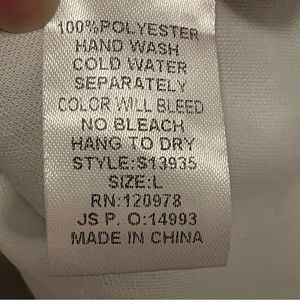 100%POLYESTER
HAND WASH
COLD WATER
SEPARATELY
COLOR WILL BLEED
NO BLEACH
HANG TO DRY
STYLE:S13935
SIZE:L
RN:120978
JS P. O:14993
MADE IN CHINA